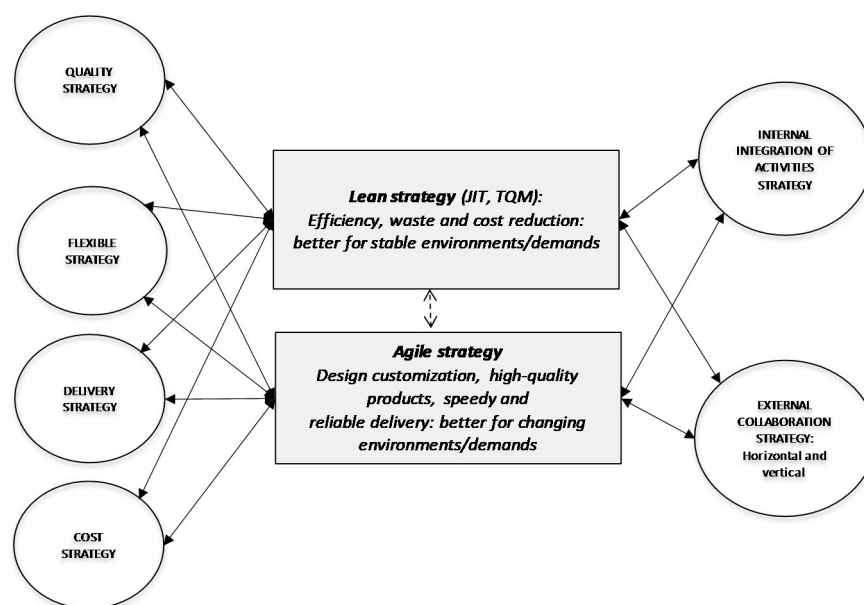 QUALITY
STRATEGY
FLEXIBLE
STRATEGY
DELIVERY
STRATEGY
COST
STRATEGY
Lean strategy (JIT, TQM):
Efficiency, waste and cost reduction:
better for stable environments/demands
Agile strategy
Design customization, high-quality
products, speedy and
reliable delivery: better for changing
environments/demands
INTERNAL
INTEGRATION OF
ACTIVITIES
STRATEGY
EXTERNAL
COLLABORATION
STRATEGY:
Horizontal and
vertical